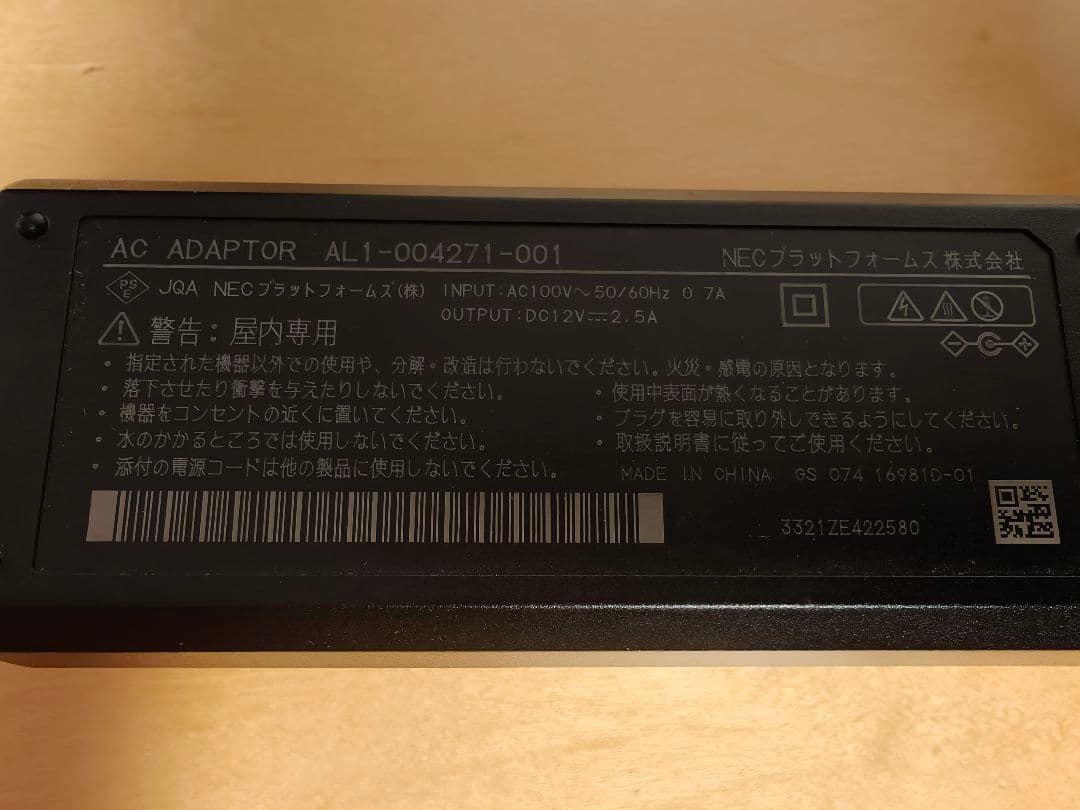 AC ADAPTOR AL1-004271-001 NECプラットフォームズ株式会社
PSE JQA NECプラットフォームズ(株) INPUT:AC100V～50/60Hz 0.7A
OUTPUT:DC12V⎓2.5A
警告：屋内専用
・指定された機器以外での使用や、分解・改造は行わないでください。火災・感電の原因となります。
・落下させたり衝撃を与えたりしないでください。
・使用中表面が熱くなることがあります。
・機器をコンセントの近くに置いてください。
・プラグを容易に取り外しできるようにしてください。
・水のかかるところでは使用しないでください。
・取扱説明書に従ってご使用ください。
・添付の電源コードは他の製品に使用しないでください。
MADE IN CHINA GS 074 16981D-01
3321ZE422580